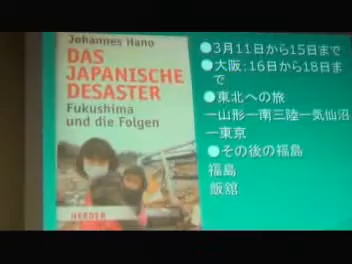 Johannes Hano
DAS
JAPANISCHE
DESASTER
Fukushima
und die Folgen
HERDER
●3月11日から15日まで
●大阪:16日から18日ま
で
●東北への旅
ー山形ー南三陸ー気仙沼
ー東京
●その後の福島
福島
飯舘